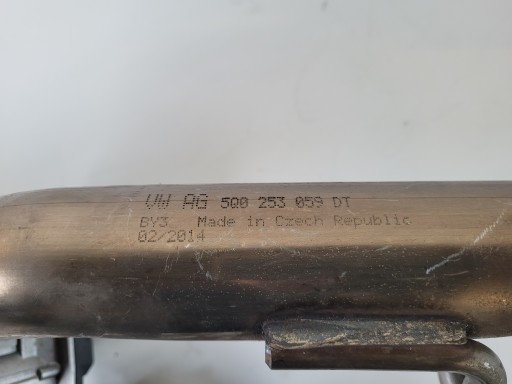 VW AG 5Q0 253 059 DT
BY3 Made in Czech Republic
02/2014